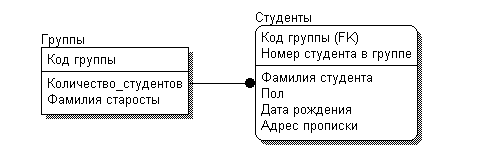 Группы
Код группы
Количество_студентов
Фамилия старосты
Студенты
Код группы (FK)
Номер студента в группе
Фамилия студента
Пол
Дата рождения
Адрес прописки